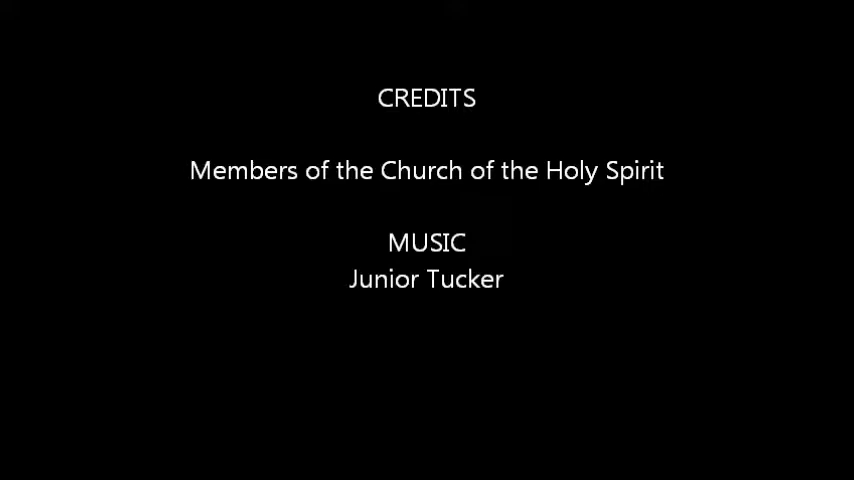 CREDITS
Members of the Church of the Holy Spirit
MUSIC
Junior Tucker